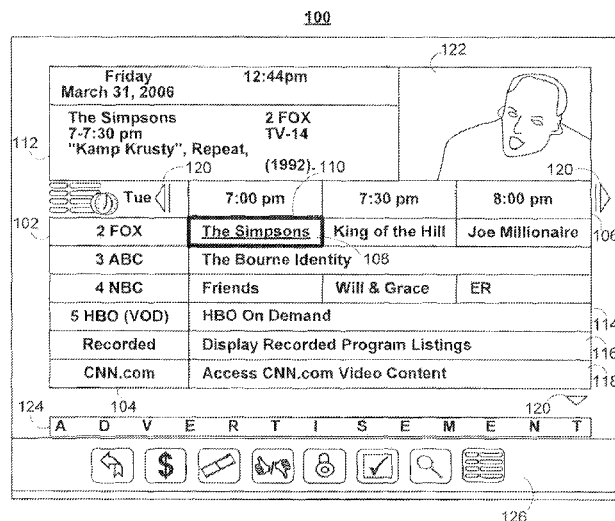 100
122
Friday 12:44pm
March 31, 2006
The Simpsons 2 FOX
7-7:30 pm TV-14
"Kamp Krusty", Repeat,
(1992).
112
120
110
120
Tue 7:00 pm 7:30 pm 8:00 pm
102
106
2 FOX The Simpsons King of the Hill Joe Millionaire
3 ABC The Bourne Identity
108
4 NBC Friends Will & Grace ER
5 HBO (VOD) HBO On Demand
114
Recorded Display Recorded Program Listings
116
CNN.com Access CNN.com Video Content
118
124
104
120
A D V E R T I S E M E N T
$
126